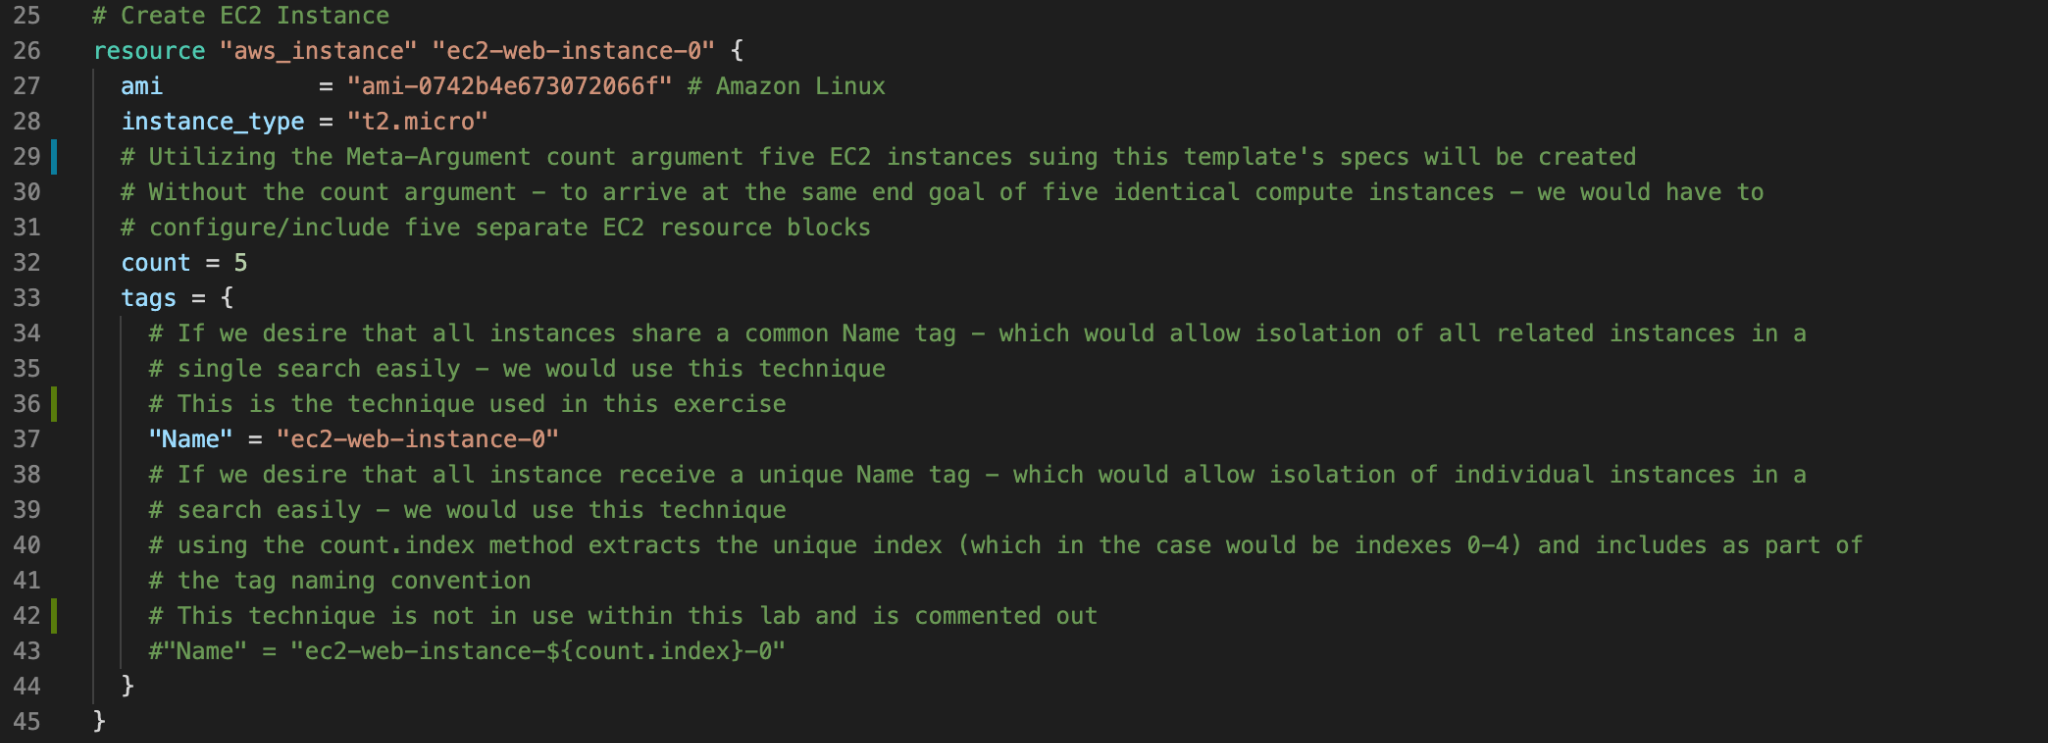 25 # Create EC2 Instance
26 resource "aws_instance" "ec2-web-instance-0" {
27 ami = "ami-0742b4e673072066f" # Amazon Linux
28 instance_type = "t2.micro"
29 # Utilizing the Meta-Argument count argument five EC2 instances suing this template's specs will be created
30 # Without the count argument - to arrive at the same end goal of five identical compute instances - we would have to
31 # configure/include five separate EC2 resource blocks
32 count = 5
33 tags = {
34 # If we desire that all instances share a common Name tag - which would allow isolation of all related instances in a
35 # single search easily - we would use this technique
36 # This is the technique used in this exercise
37 "Name" = "ec2-web-instance-0"
38 # If we desire that all instance receive a unique Name tag - which would allow isolation of individual instances in a
39 # search easily - we would use this technique
40 # using the count.index method extracts the unique index (which in the case would be indexes 0-4) and includes as part of
41 # the tag naming convention
42 # This technique is not in use within this lab and is commented out
43 #"Name" = "ec2-web-instance-${count.index}-0"
44 }
45 }